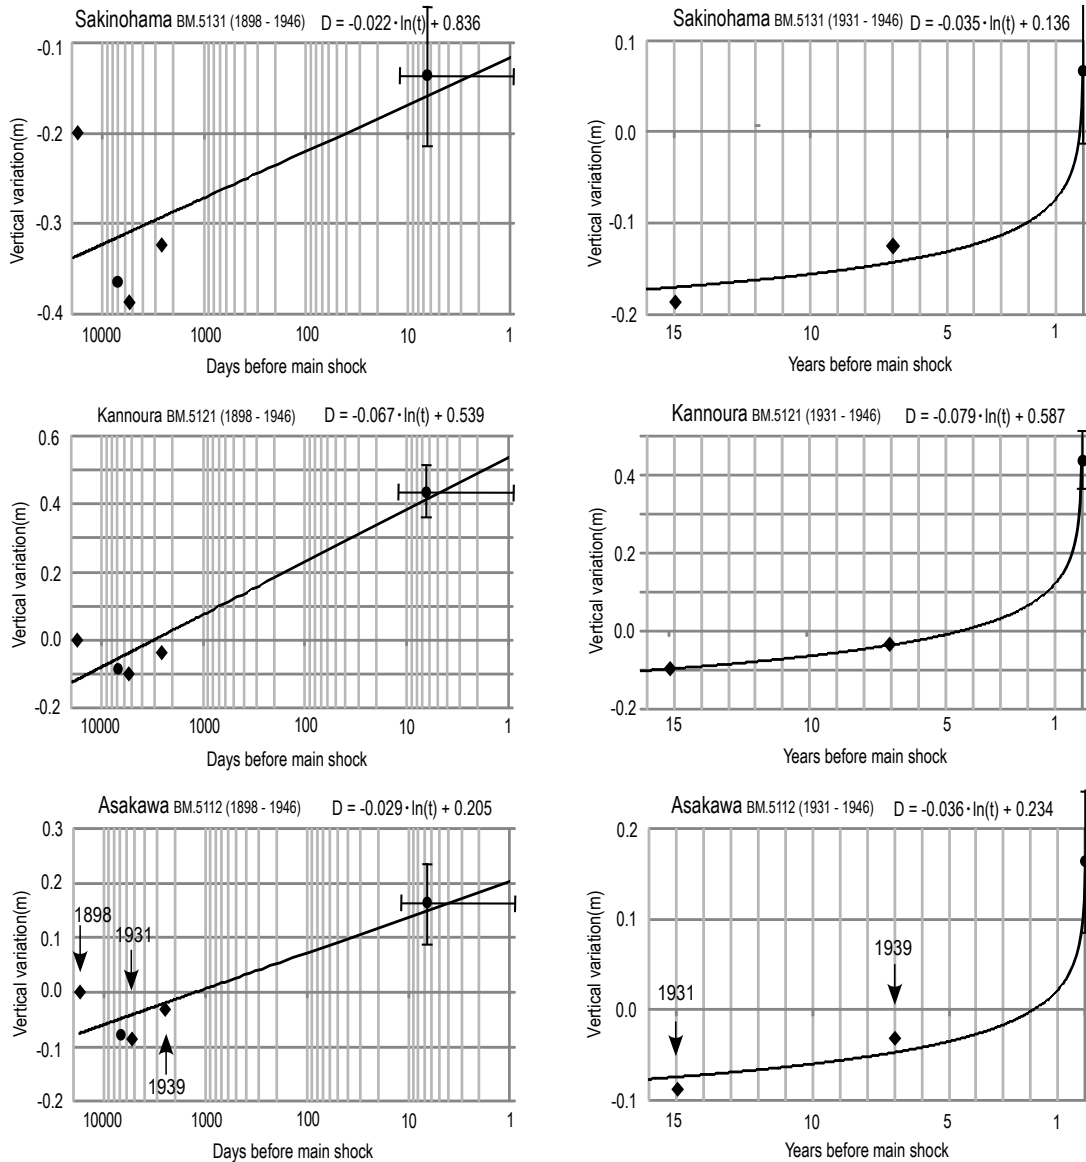 Sakinohama BM.5131 (1898 - 1946) D = -0.022・ln(t) + 0.836
-0.1
-0.2
-0.3
-0.4
Vertical variation(m)
10000 1000 100 10 1
Days before main shock
Sakinohama BM.5131 (1931 - 1946) D = -0.035・ln(t) + 0.136
0.1
0.0
-0.1
-0.2
Vertical variation(m)
15 10 5 1
Years before main shock
Kannoura BM.5121 (1898 - 1946) D = -0.067・ln(t) + 0.539
0.6
0.4
0.2
0.0
-0.2
Vertical variation(m)
10000 1000 100 10 1
Days before main shock
Kannoura BM.5121 (1931 - 1946) D = -0.079・ln(t) + 0.587
0.4
0.2
0.0
-0.2
Vertical variation(m)
15 10 5 1
Years before main shock
Asakawa BM.5112 (1898 - 1946) D = -0.029・ln(t) + 0.205
0.3
0.2
0.1
0.0
-0.1
-0.2
Vertical variation(m)
1898
1931
1939
10000 1000 100 10 1
Days before main shock
Asakawa BM.5112 (1931 - 1946) D = -0.036・ln(t) + 0.234
0.2
0.1
0.0
-0.1
Vertical variation(m)
1931
1939
15 10 5 1
Years before main shock